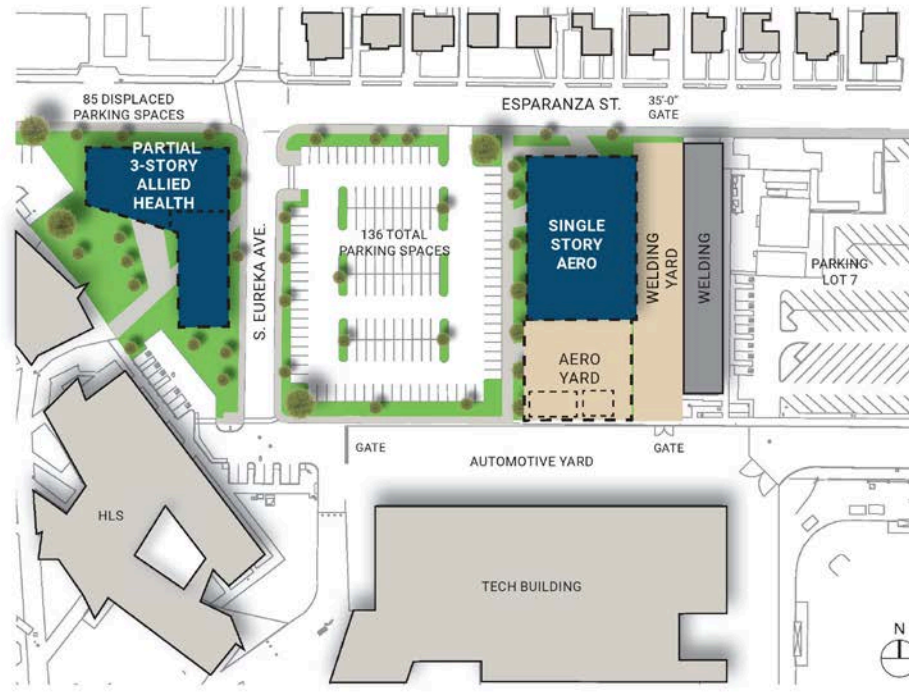 85 DISPLACED
PARKING SPACES
ESPARANZA ST.
35'-0"
GATE
PARTIAL
3-STORY
ALLIED
HEALTH
S. EUREKA AVE.
136 TOTAL
PARKING SPACES
SINGLE
STORY
AERO
WELDING
YARD
WELDING
PARKING
LOT 7
AERO
YARD
GATE
AUTOMOTIVE YARD
GATE
HLS
TECH BUILDING
N